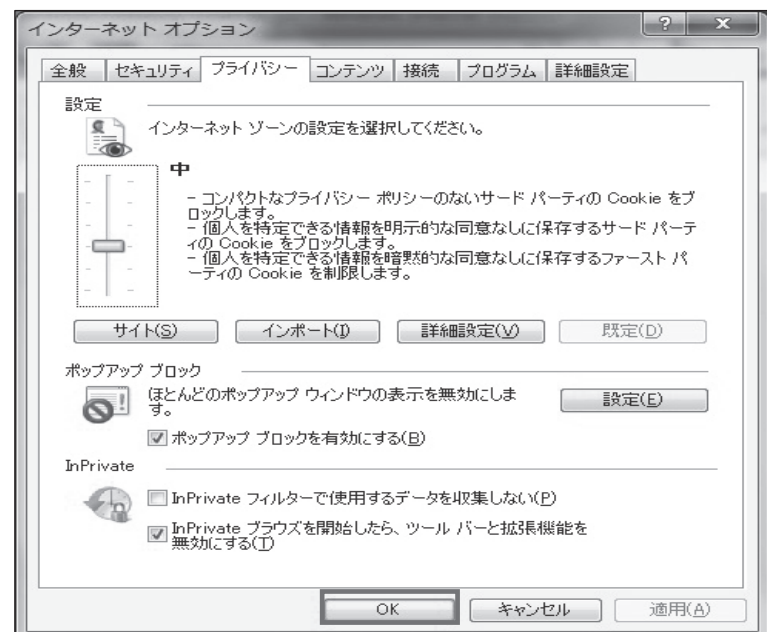 インターネット オプション
全般 セキュリティ プライバシー コンテンツ 接続 プログラム 詳細設定
設定
インターネット ゾーンの設定を選択してください。
中
- コンパクトなプライバシー ポリシーのないサード パーティの Cookie をブ
ロックします。
- 個人を特定できる情報を明示的な同意なしに保存するサード パーテ
ィの Cookie をブロックします。
- 個人を特定できる情報を暗黙的な同意なしに保存するファースト パ
ーティの Cookie を制限します。
サイト(S) インポート(I) 詳細設定(V) 既定(D)
ポップアップ ブロック
ほとんどのポップアップ ウィンドウの表示を無効にしま
す。
設定(E)
ポップアップ ブロックを有効にする(B)
InPrivate
InPrivate フィルターで使用するデータを収集しない(P)
InPrivate ブラウズを開始したら、ツール バーと拡張機能を
無効にする(T)
OK キャンセル 適用(A)